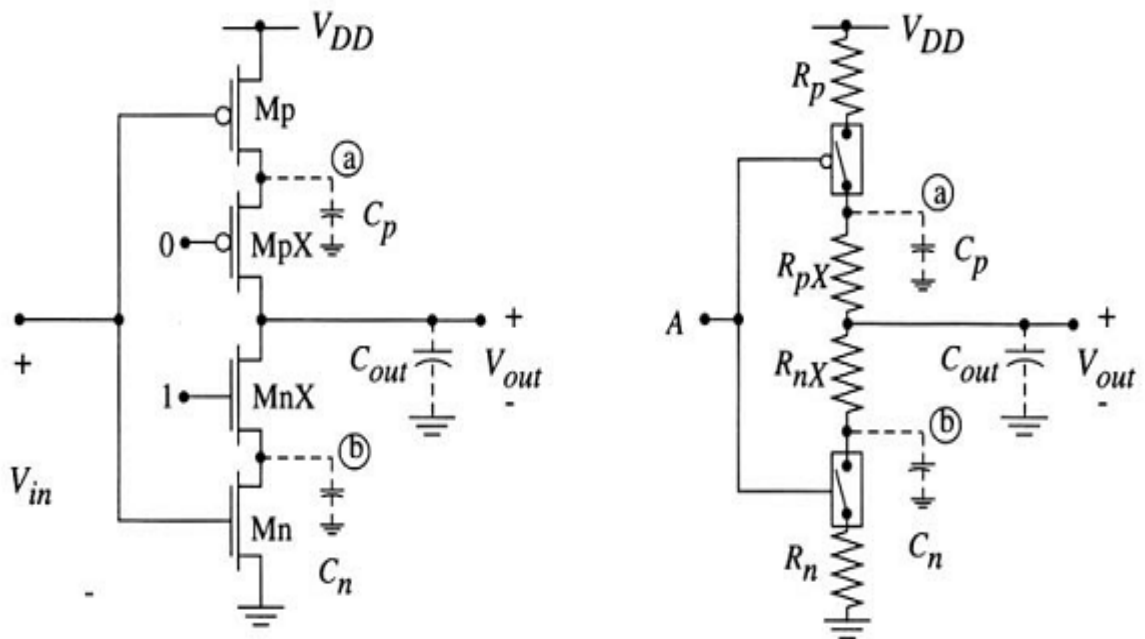 V_DD
Mp
ⓐ
C_p
0
MpX
+
+
C_out
V_out
-
1
MnX
ⓑ
V_in
Mn
C_n
-
V_DD
R_p
ⓐ
C_p
R_pX
A
+
R_nX
C_out
V_out
-
ⓑ
C_n
R_n